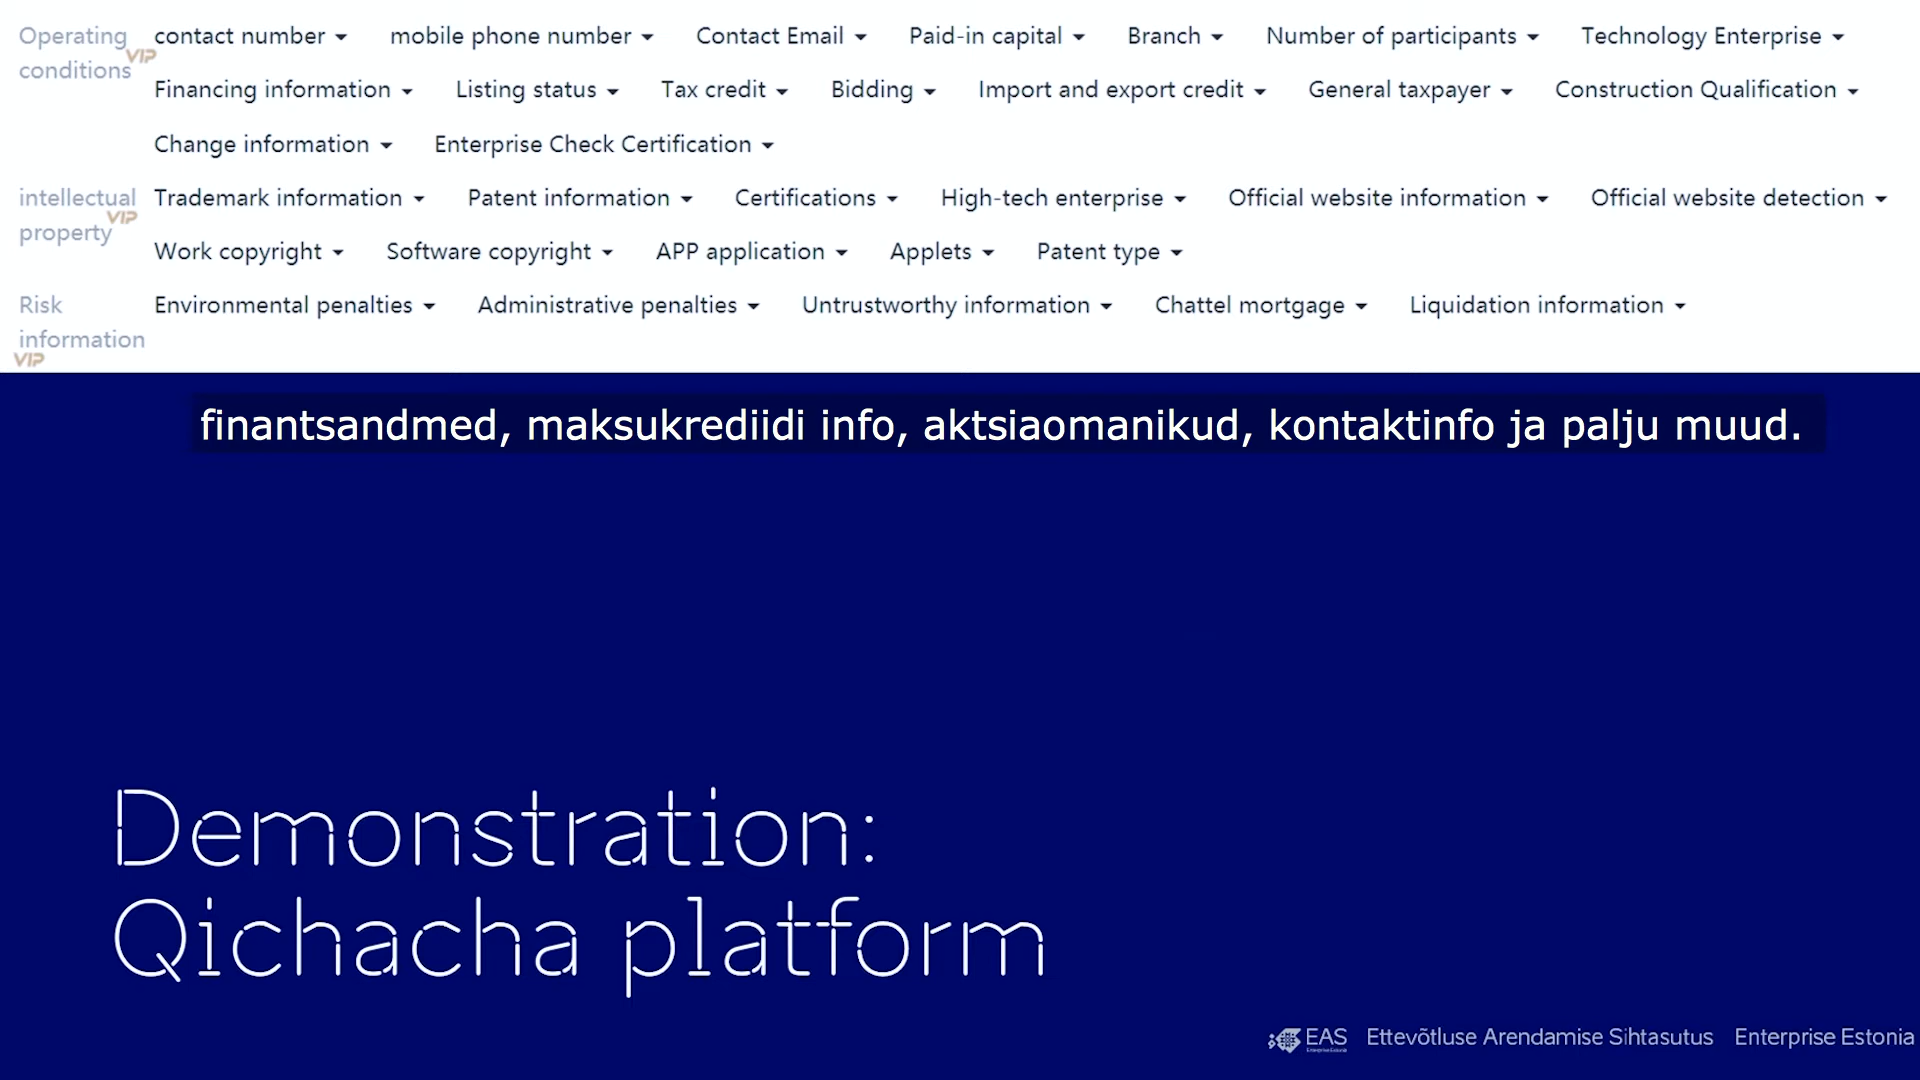 Operating conditions VIP contact number mobile phone number Contact Email Paid-in capital Branch Number of participants Technology Enterprise
Financing information Listing status Tax credit Bidding Import and export credit General taxpayer Construction Qualification
Change information Enterprise Check Certification
intellectual property VIP Trademark information Patent information Certifications High-tech enterprise Official website information Official website detection
Work copyright Software copyright APP application Applets Patent type
Risk information VIP Environmental penalties Administrative penalties Untrustworthy information Chattel mortgage Liquidation information
finantsandmed, maksukrediidi info, aktsiaomanikud, kontaktinfo ja palju muud.
Demonstration:
Qichacha platform
EAS Ettevõtluse Arendamise Sihtasutus Enterprise Estonia